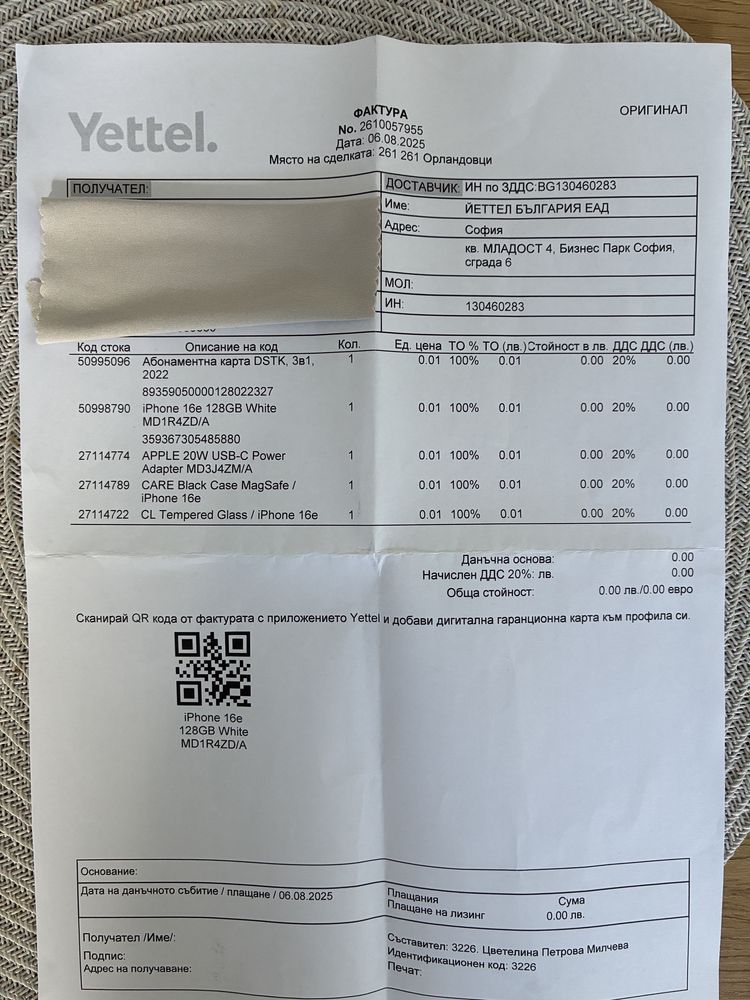 Yettel.
ФАКТУРА
No. 2610057955
Дата: 06.08.2025
Място на сделката: 261 261 Орландовци
ОРИГИНАЛ
ПОЛУЧАТЕЛ:
ДОСТАВЧИК: ИН по ЗДДС:BG130460283
Име: ЙЕТТЕЛ БЪЛГАРИЯ ЕАД
Адрес: София
кв. МЛАДОСТ 4, Бизнес Парк София,
сграда 6
МОЛ:
ИН: 130460283
Код стока Описание на код Кол. Ед. цена ТО % ТО (лв.) Стойност в лв. ДДС ДДС (лв.)
50995096 Абонаментна карта DSTK, 3в1, 1 0.01 100% 0.01 0.00 20% 0.00
2022
89359050000128022327
50998790 iPhone 16e 128GB White 1 0.01 100% 0.01 0.00 20% 0.00
MD1R4ZD/A
359367305485880
27114774 APPLE 20W USB-C Power 1 0.01 100% 0.01 0.00 20% 0.00
Adapter MD3J4ZM/A
27114789 CARE Black Case MagSafe / 1 0.01 100% 0.01 0.00 20% 0.00
iPhone 16e
27114722 CL Tempered Glass / iPhone 16e 1 0.01 100% 0.01 0.00 20% 0.00
Данъчна основа: 0.00
Начислен ДДС 20%: лв. 0.00
Обща стойност: 0.00 лв./0.00 евро
Сканирай QR кода от фактурата с приложението Yettel и добави дигитална гаранционна карта към профила си.
iPhone 16e
128GB White
MD1R4ZD/A
Основание:
Дата на данъчното събитие / плащане / 06.08.2025
Плащания Сума
Плащане на лизинг 0.00 лв.
Получател /Име/:
Подпис:
Адрес на получаване:
Съставител: 3226. Цветелина Петрова Милчева
Идентификационен код: 3226
Печат: